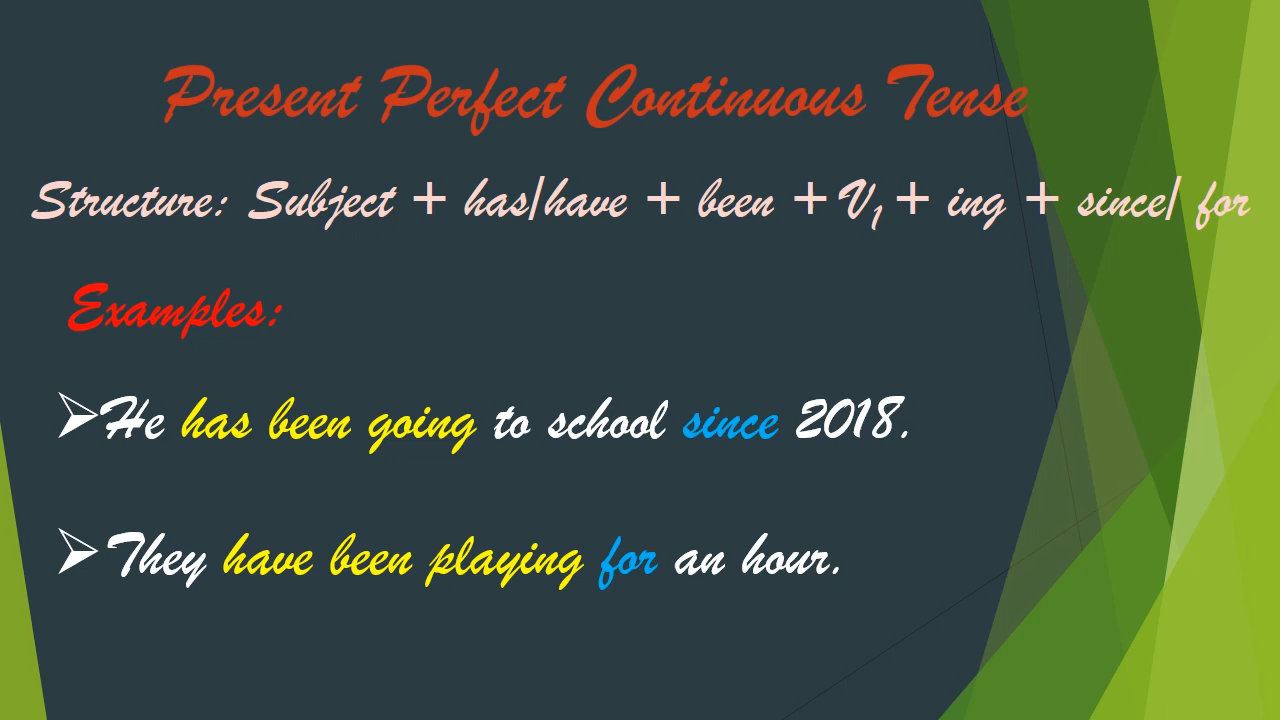 Present Perfect Continuous Tense
Structure: Subject + has/have + been + V₁ + ing + since/ for
Examples:
➢He has been going to school since 2018.
➢They have been playing for an hour.